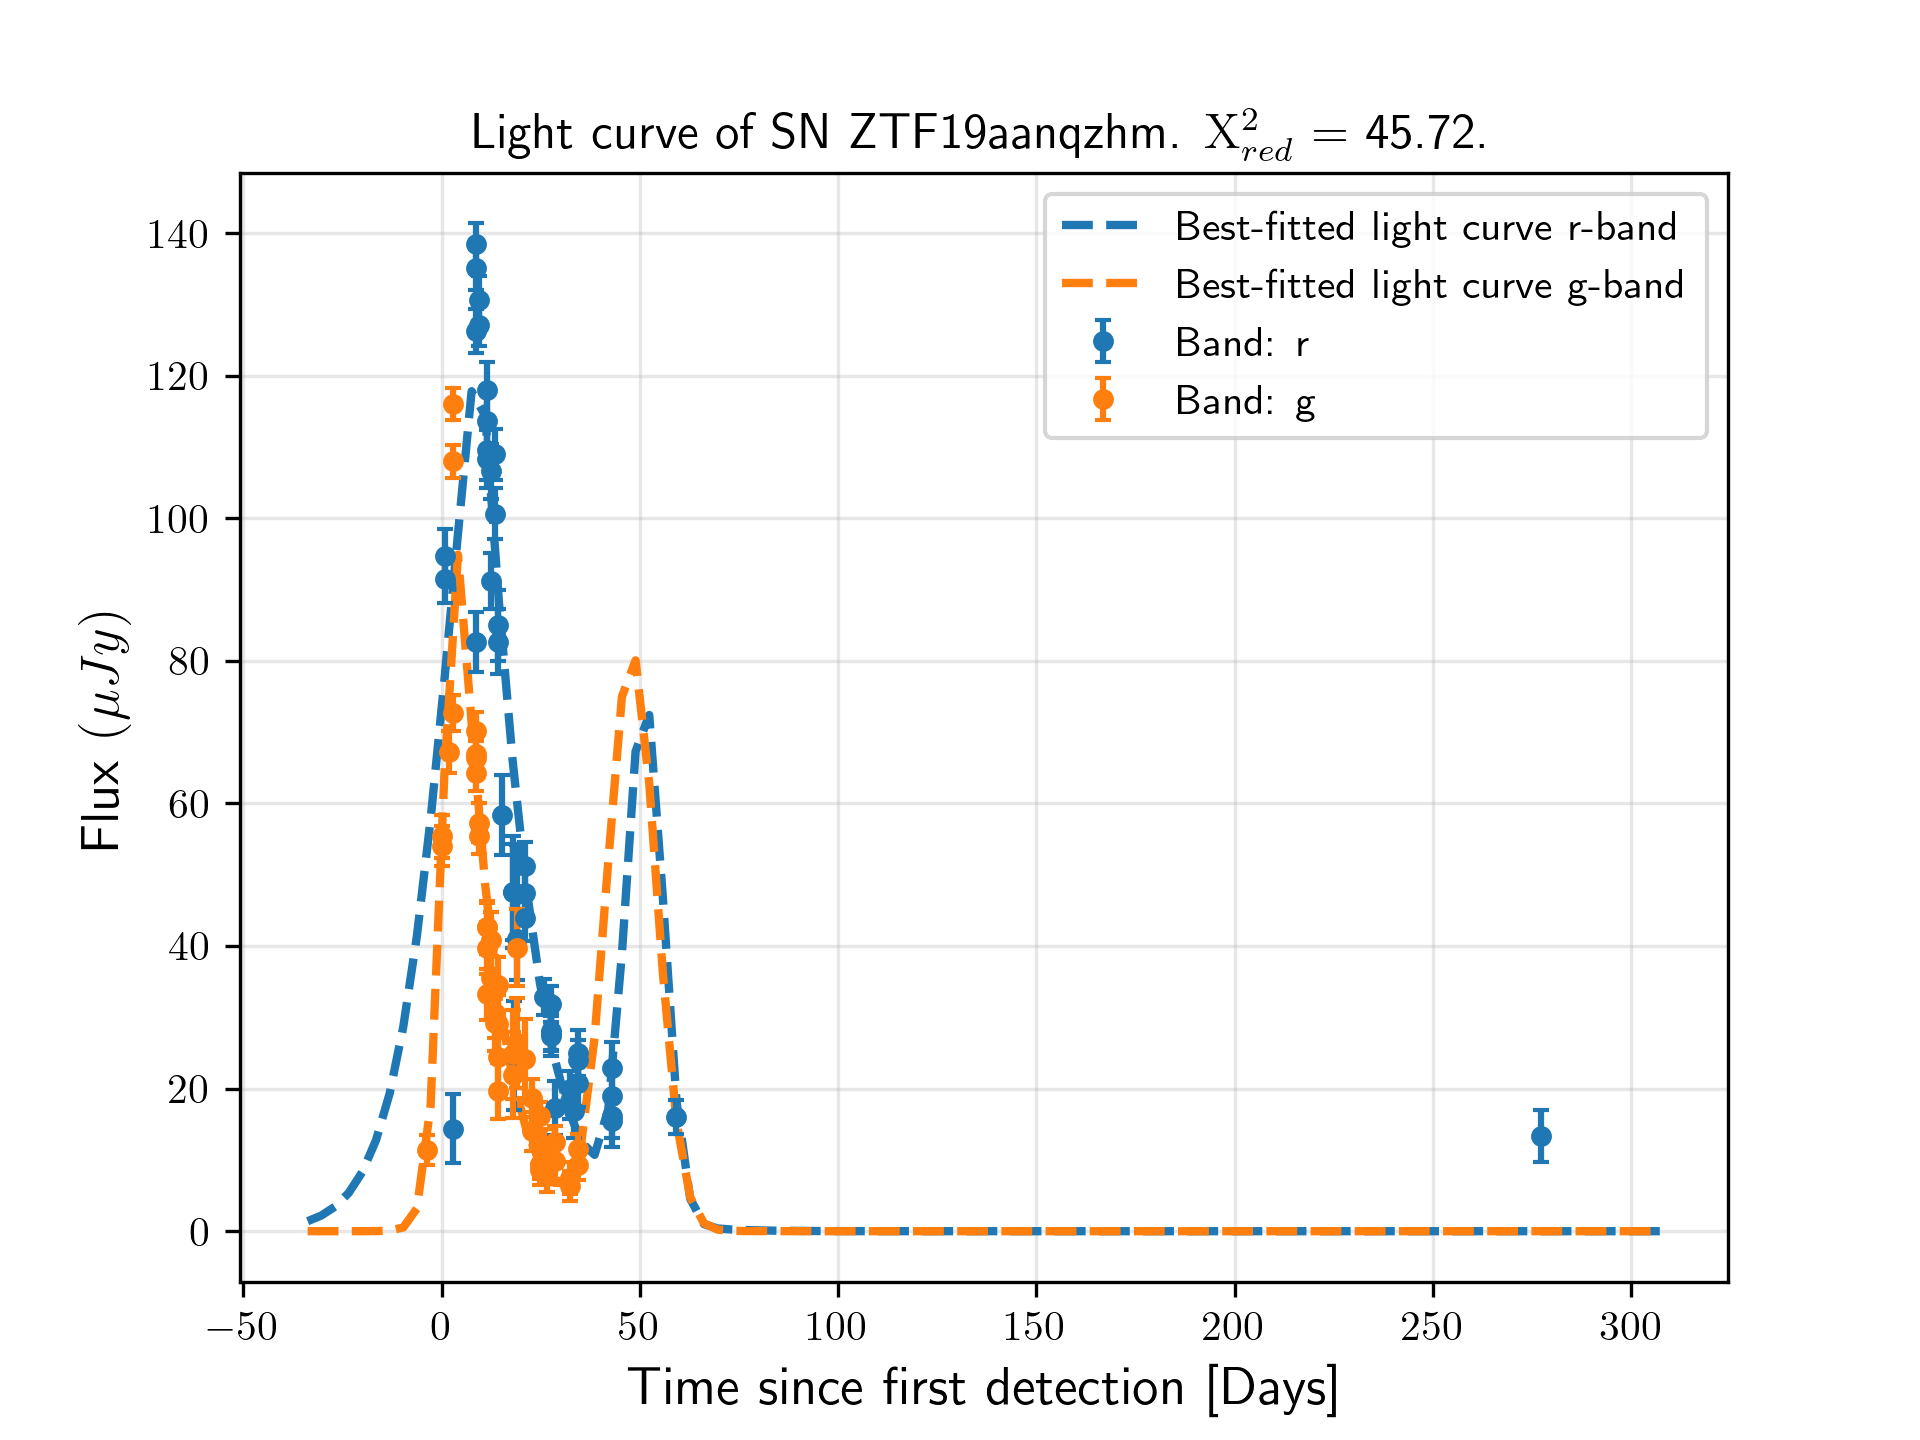 Light curve of SN ZTF19aanqzhm. X²red = 45.72.
Best-fitted light curve r-band
Best-fitted light curve g-band
Band: r
Band: g
Flux (μJy)
140
120
100
80
60
40
20
0
−50 0 50 100 150 200 250 300
Time since first detection [Days]